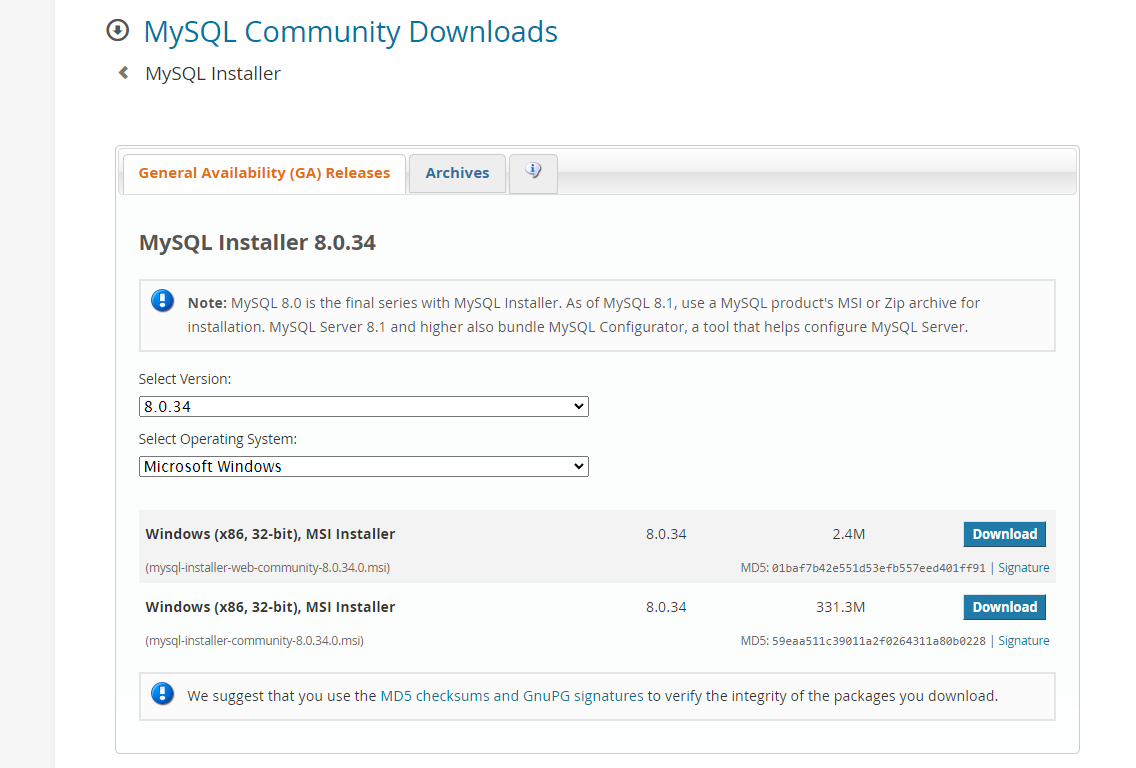 MySQL Community Downloads
MySQL Installer
General Availability (GA) Releases
Archives
MySQL Installer 8.0.34
Note: MySQL 8.0 is the final series with MySQL Installer. As of MySQL 8.1, use a MySQL product's MSI or Zip archive for
installation. MySQL Server 8.1 and higher also bundle MySQL Configurator, a tool that helps configure MySQL Server.
Select Version:
8.0.34
Select Operating System:
Microsoft Windows
Windows (x86, 32-bit), MSI Installer 8.0.34 2.4M Download
(mysql-installer-web-community-8.0.34.0.msi) MD5: 01baf7b42e551d53efb557eed401ff91 | Signature
Windows (x86, 32-bit), MSI Installer 8.0.34 331.3M Download
(mysql-installer-community-8.0.34.0.msi) MD5: 59eaa511c39011a2f0264311a80b0228 | Signature
We suggest that you use the MD5 checksums and GnuPG signatures to verify the integrity of the packages you download.